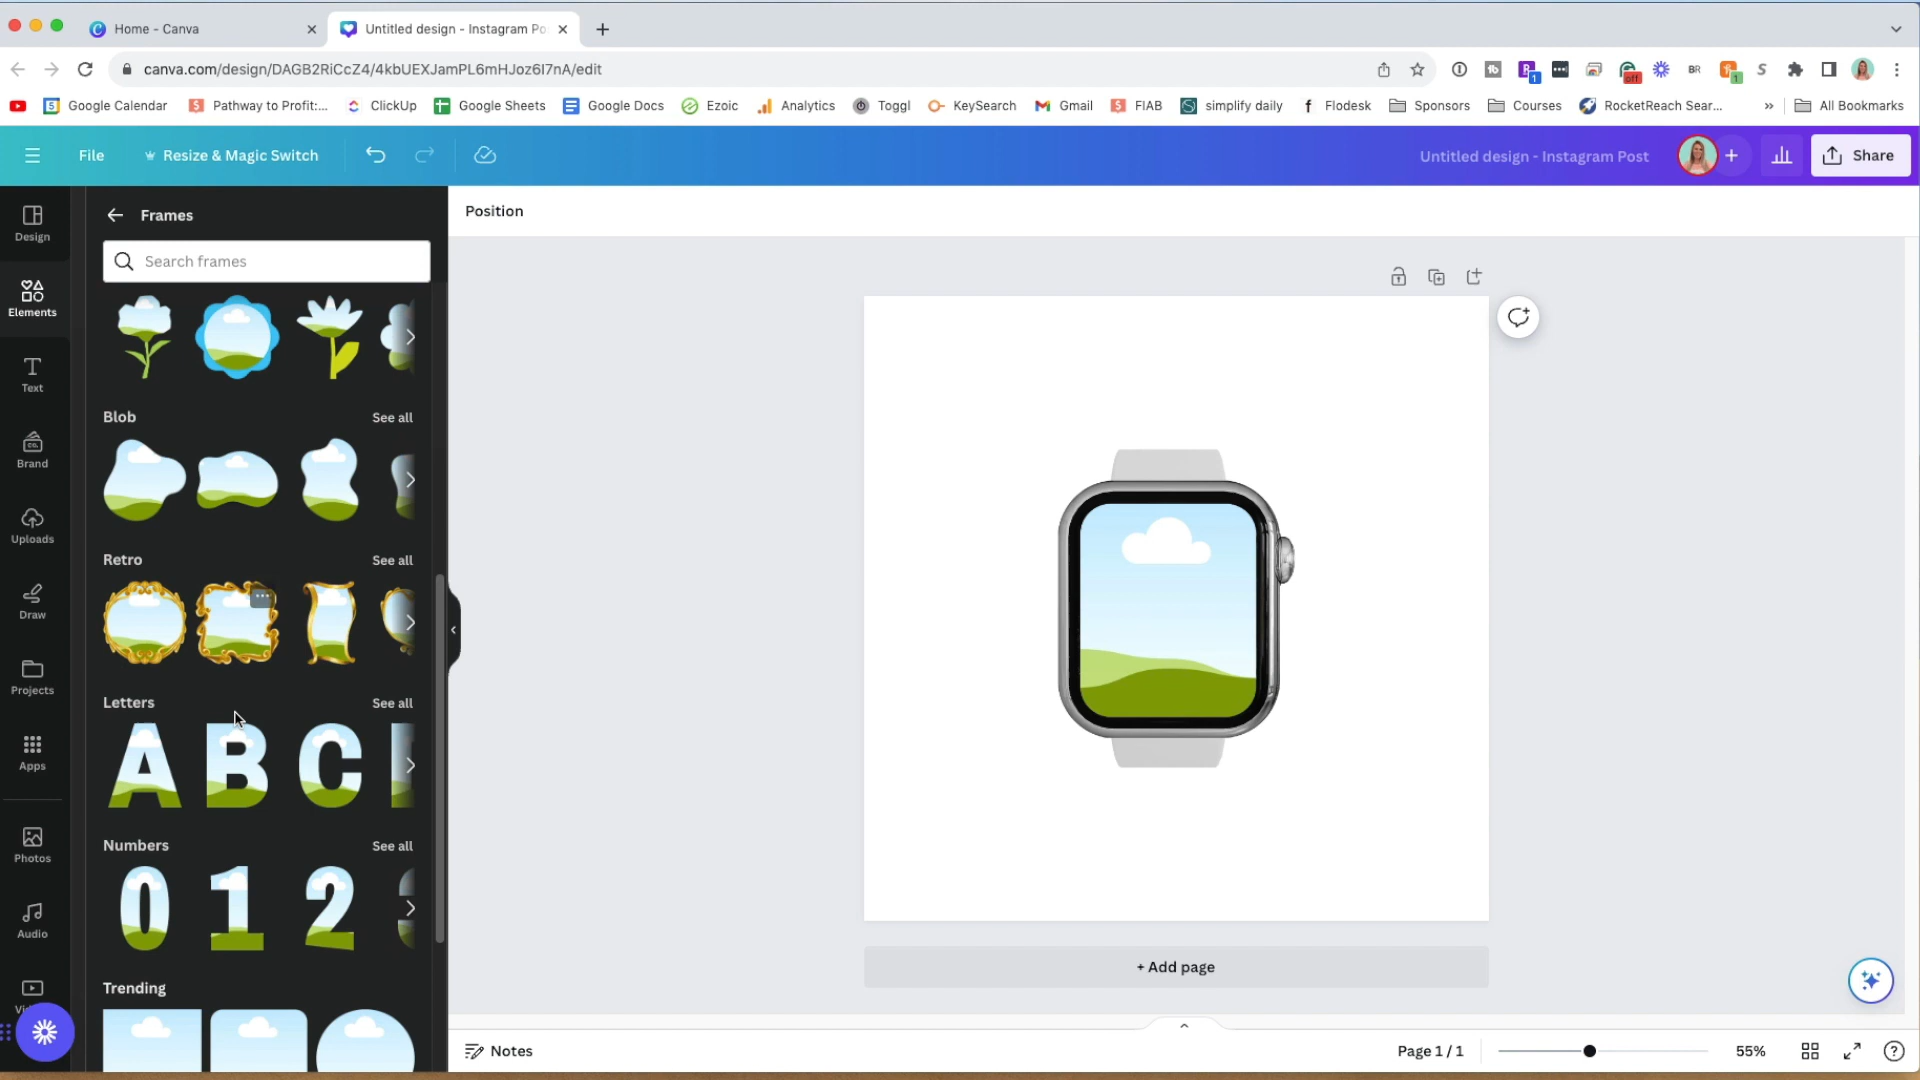 Home - Canva
Untitled design - Instagram Po
canva.com/design/DAGB2RiCcZ4/4kbUEXJamPL6mHJoz6I7nA/edit
Google Calendar
Pathway to Profit:...
ClickUp
Google Sheets
Google Docs
Ezoic
Analytics
Toggl
KeySearch
Gmail
FIAB
simplify daily
Flodesk
Sponsors
Courses
RocketReach Sear...
»
All Bookmarks
File
Resize & Magic Switch
Untitled design - Instagram Post
Share
Design
Elements
Text
Brand
Uploads
Draw
Projects
Apps
Photos
Audio
Frames
Search frames
Blob
See all
Retro
See all
Letters
See all
A B C
Numbers
See all
0 1 2
Trending
Position
+ Add page
Notes
Page 1 / 1
55%